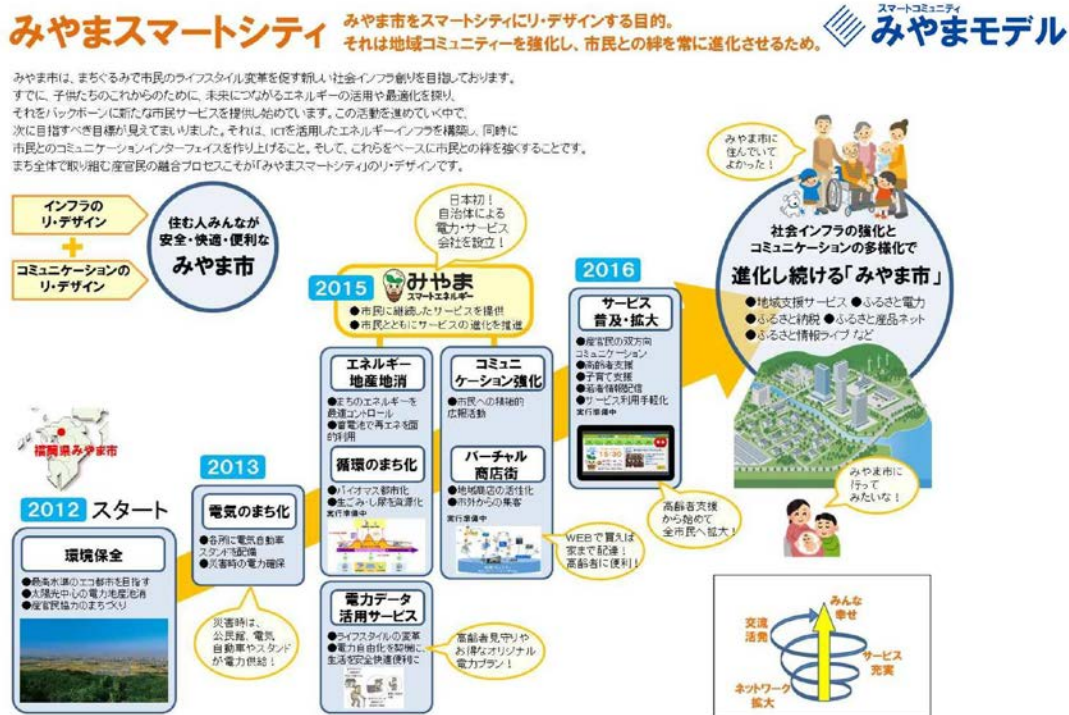 みやまスマートシティ
みやま市をスマートシティにリ・デザインする目的。
それは地域コミュニティーを強化し、市民との絆を常に進化させるため。
スマートコミュニティ
みやまモデル
みやま市は、まちぐるみで市民のライフスタイル変革を促す新しい社会インフラ創りを目指しております。
すでに、子供たちのこれからのために、未来につながるエネルギーの活用や最適化を探り、
それをバックボーンに新たな市民サービスを提供し始めています。この活動を進めていく中で、
次に目指すべき目標が見えてまいりました。それは、ICTを活用したエネルギーインフラを構築し、同時に
市民とのコミュニケーションインターフェイスを作り上げること。そして、これらをベースに市民との絆を強くすることです。
まち全体で取り組む産官民の融合プロセスこそが「みやまスマートシティ」のリ・デザインです。
インフラの
リ・デザイン
+
コミュニケーションの
リ・デザイン
住む人みんなが
安全・快適・便利な
みやま市
福岡県みやま市
2012 スタート
環境保全
●最高水準のエコ都市を目指す
●太陽光中心の電力地産地消
●産官民協力のまちづくり
2013
電気のまち化
●各所に電気自動車
スタンドを配備
●災害時の電力確保
災害時は、
公民館、電気
自動車やスタンド
が電力供給！
日本初！
自治体による
電力・サービス
会社を設立！
2015
みやま
スマートエネルギー
●市民に継続したサービスを提供
●市民とともにサービスの進化を推進
エネルギー
地産地消
●まちのエネルギーを
最適コントロール
●蓄電池で再エネを面
的利用
循環のまち化
●バイオマス都市化
●生ごみ・し尿を資源化
実行準備中
電力データ
活用サービス
●ライフスタイルの変革
●電力自由化を契機に、
生活を安全快適便利に
高齢者見守りや
お得なオリジナル
電力プラン！
コミュニ
ケーション強化
●市民への積極的
広報活動
バーチャル
商店街
●地域商店の活性化
●市外からの集客
実行準備中
WEBで買えば
家まで配達！
高齢者に便利！
2016
サービス
普及・拡大
●産官民の双方向
コミュニケーション
●高齢者支援
●子育て支援
●若者情報配信
●サービス利用手軽化
実行準備中
高齢者支援
から始めて
全市民へ拡大！
みやま市に
住んでいて
よかった！
社会インフラの強化と
コミュニケーションの多様化で
進化し続ける「みやま市」
●地域支援サービス ●ふるさと電力
●ふるさと納税 ●ふるさと産品ネット
●ふるさと情報ライブ など
みやま市に
行って
みたいな！
みんな
幸せ
交流
活発
サービス
充実
ネットワーク
拡大